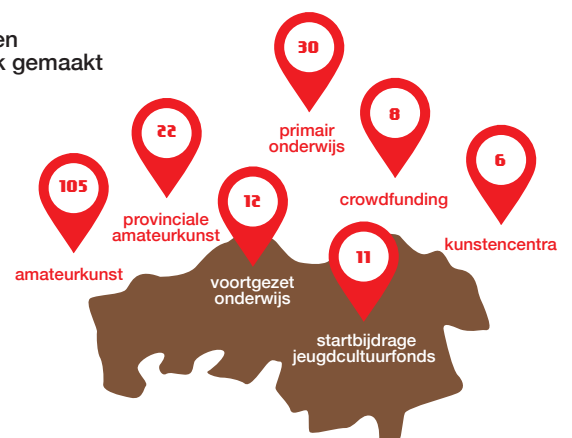 en
k gemaakt
30
primair
onderwijs
8
crowdfunding
22
provinciale
amateurkunst
6
kunstencentra
105
amateurkunst
12
voortgezet
onderwijs
11
startbijdrage
jeugdcultuurfonds